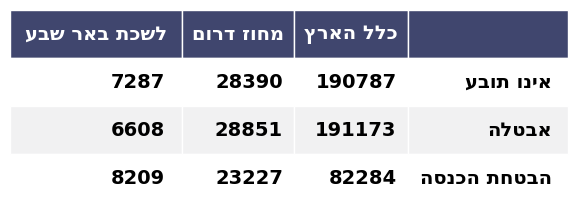 כלל הארץ מחוז דרום לשכת באר שבע
אינו תובע 190787 28390 7287
אבטלה 191173 28851 6608
הבטחת הכנסה 82284 23227 8209